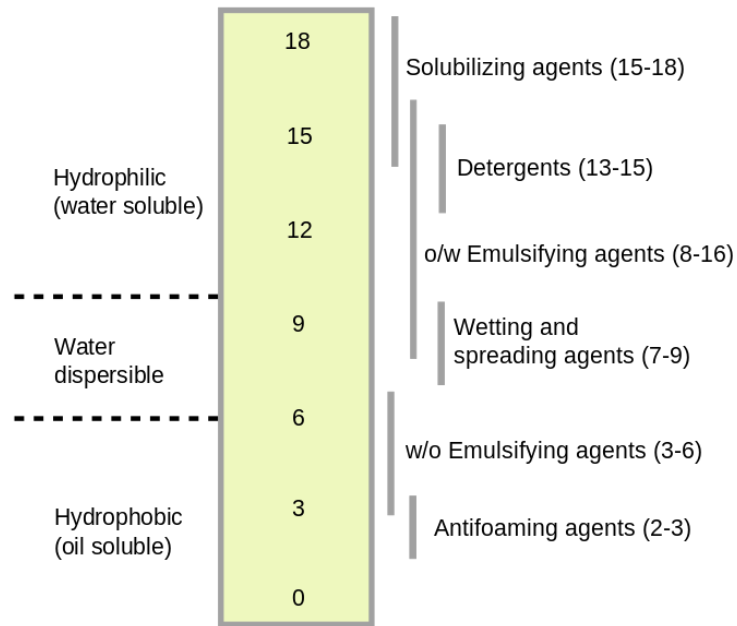 18
15
12
9
6
3
0
Hydrophilic
(water soluble)
Water
dispersible
Hydrophobic
(oil soluble)
Solubilizing agents (15-18)
Detergents (13-15)
o/w Emulsifying agents (8-16)
Wetting and
spreading agents (7-9)
w/o Emulsifying agents (3-6)
Antifoaming agents (2-3)